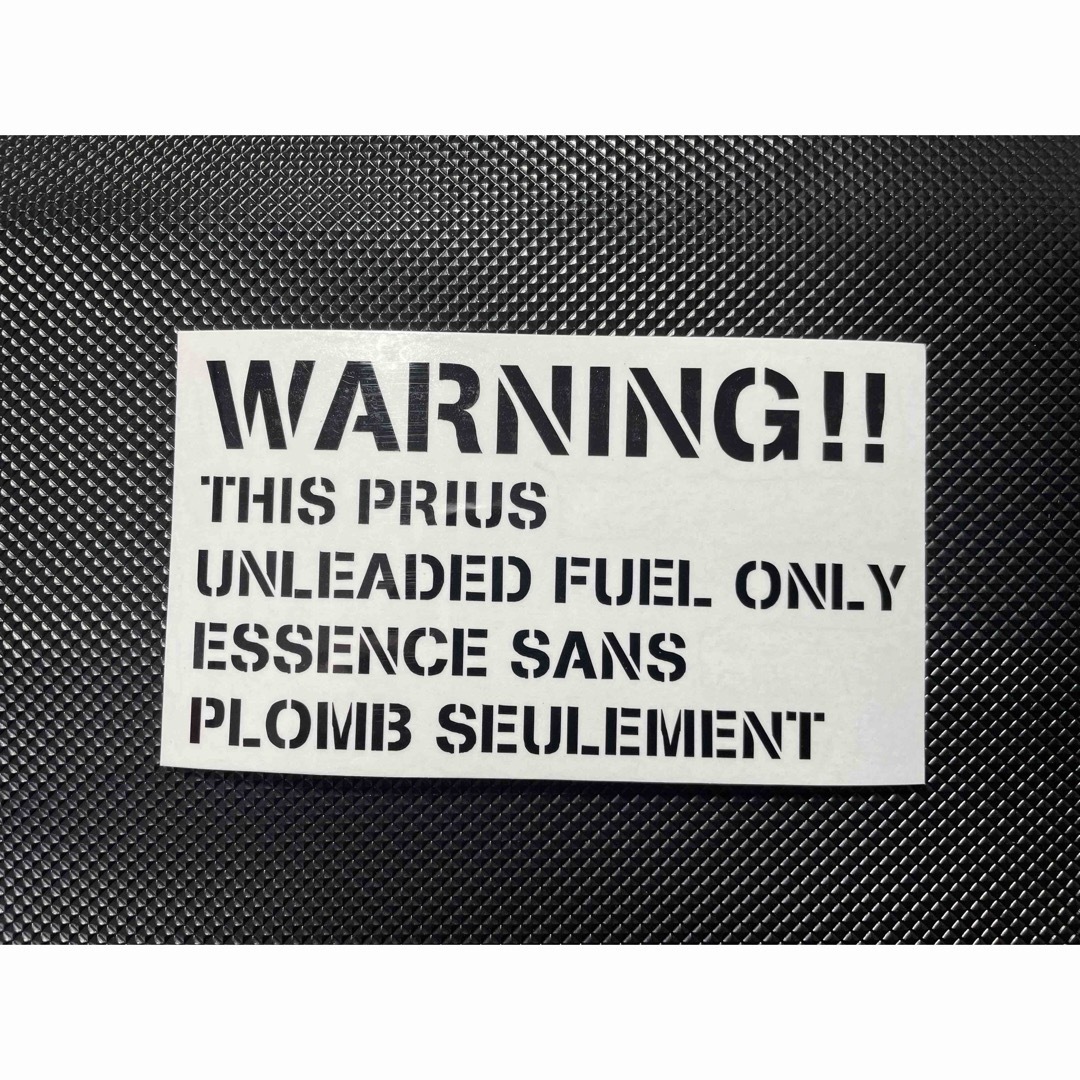 WARNING!!
THIS PRIUS
UNLEADED FUEL ONLY
ESSENCE SANS
PLOMB SEULEMENT